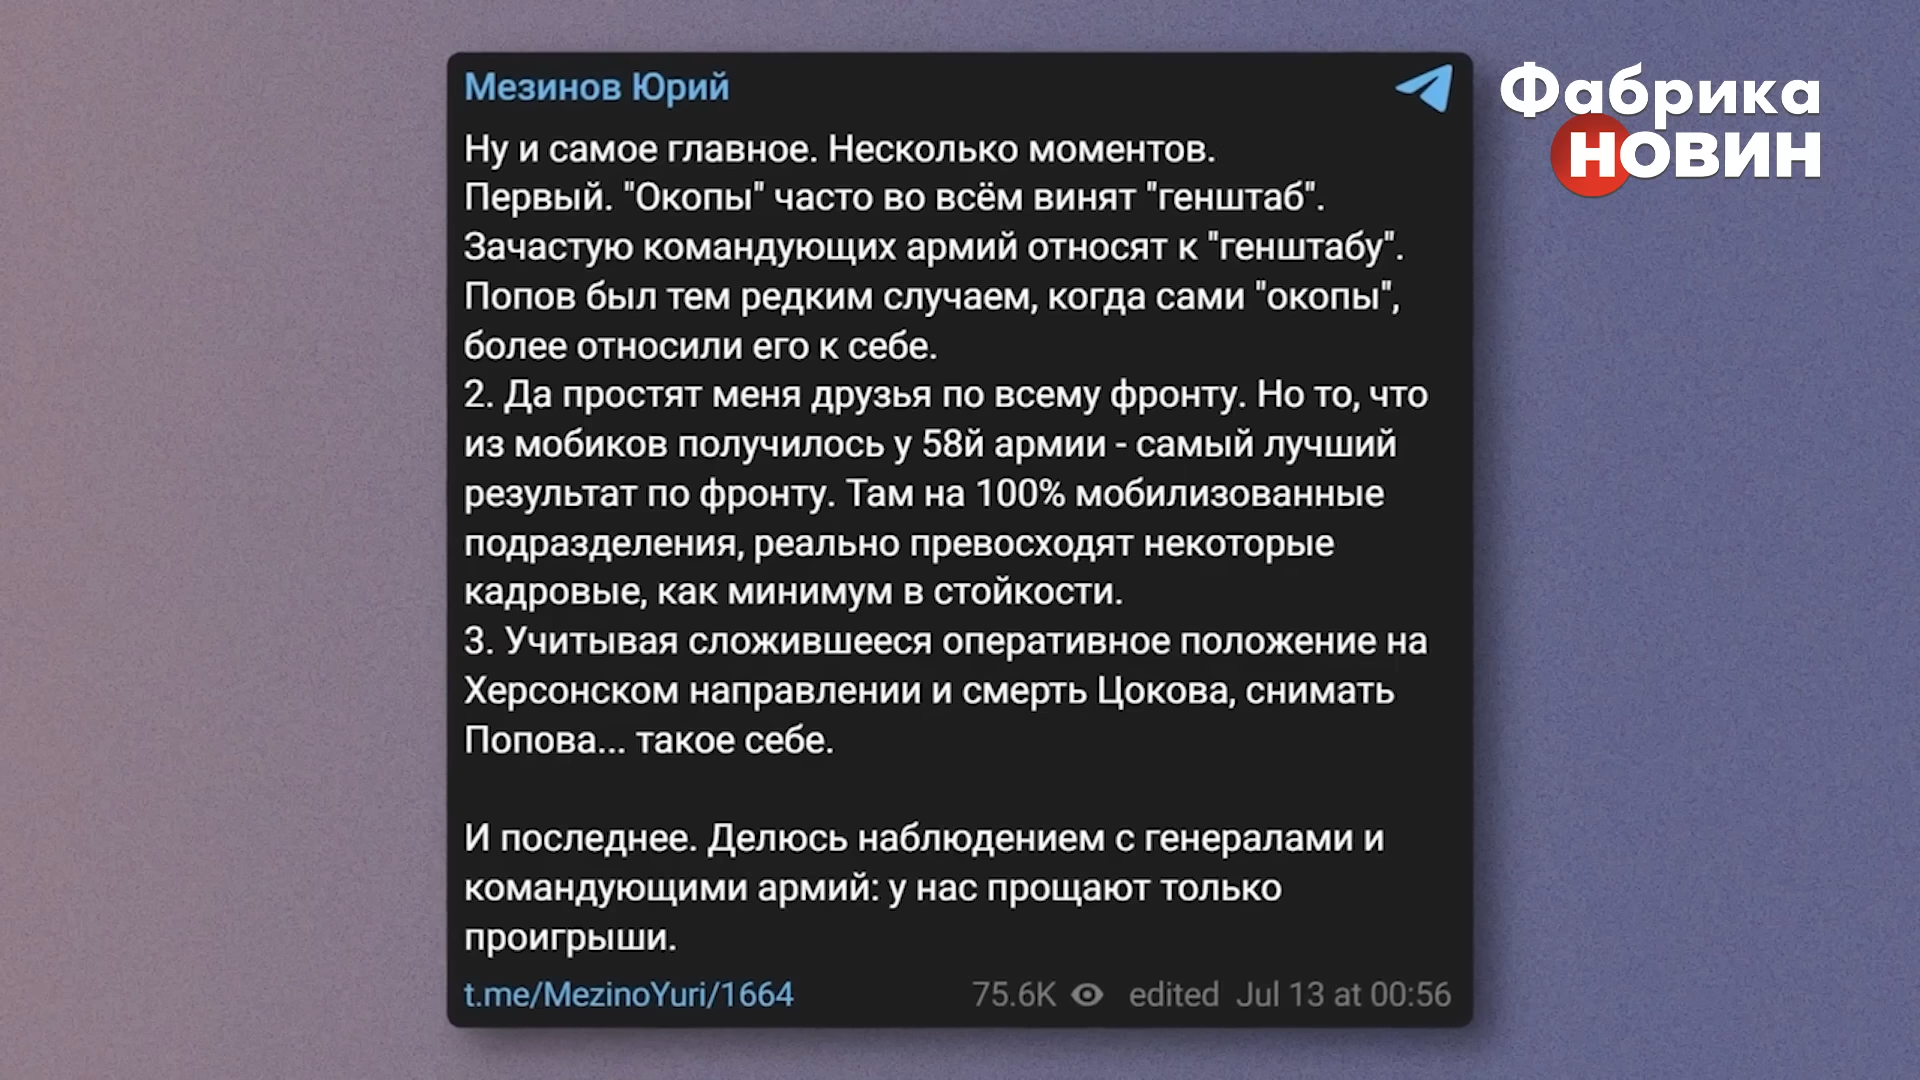 Мезинов Юрий
Фабрика
новин
Ну и самое главное. Несколько моментов.
Первый. "Окопы" часто во всём винят "генштаб".
Зачастую командующих армий относят к "генштабу".
Попов был тем редким случаем, когда сами "окопы",
более относили его к себе.
2. Да простят меня друзья по всему фронту. Но то, что
из мобиков получилось у 58й армии - самый лучший
результат по фронту. Там на 100% мобилизованные
подразделения, реально превосходят некоторые
кадровые, как минимум в стойкости.
3. Учитывая сложившееся оперативное положение на
Херсонском направлении и смерть Цокова, снимать
Попова... такое себе.
И последнее. Делюсь наблюдением с генералами и
командующими армий: у нас прощают только
проигрыши.
t.me/MezinoYuri/1664 75.6K edited Jul 13 at 00:56